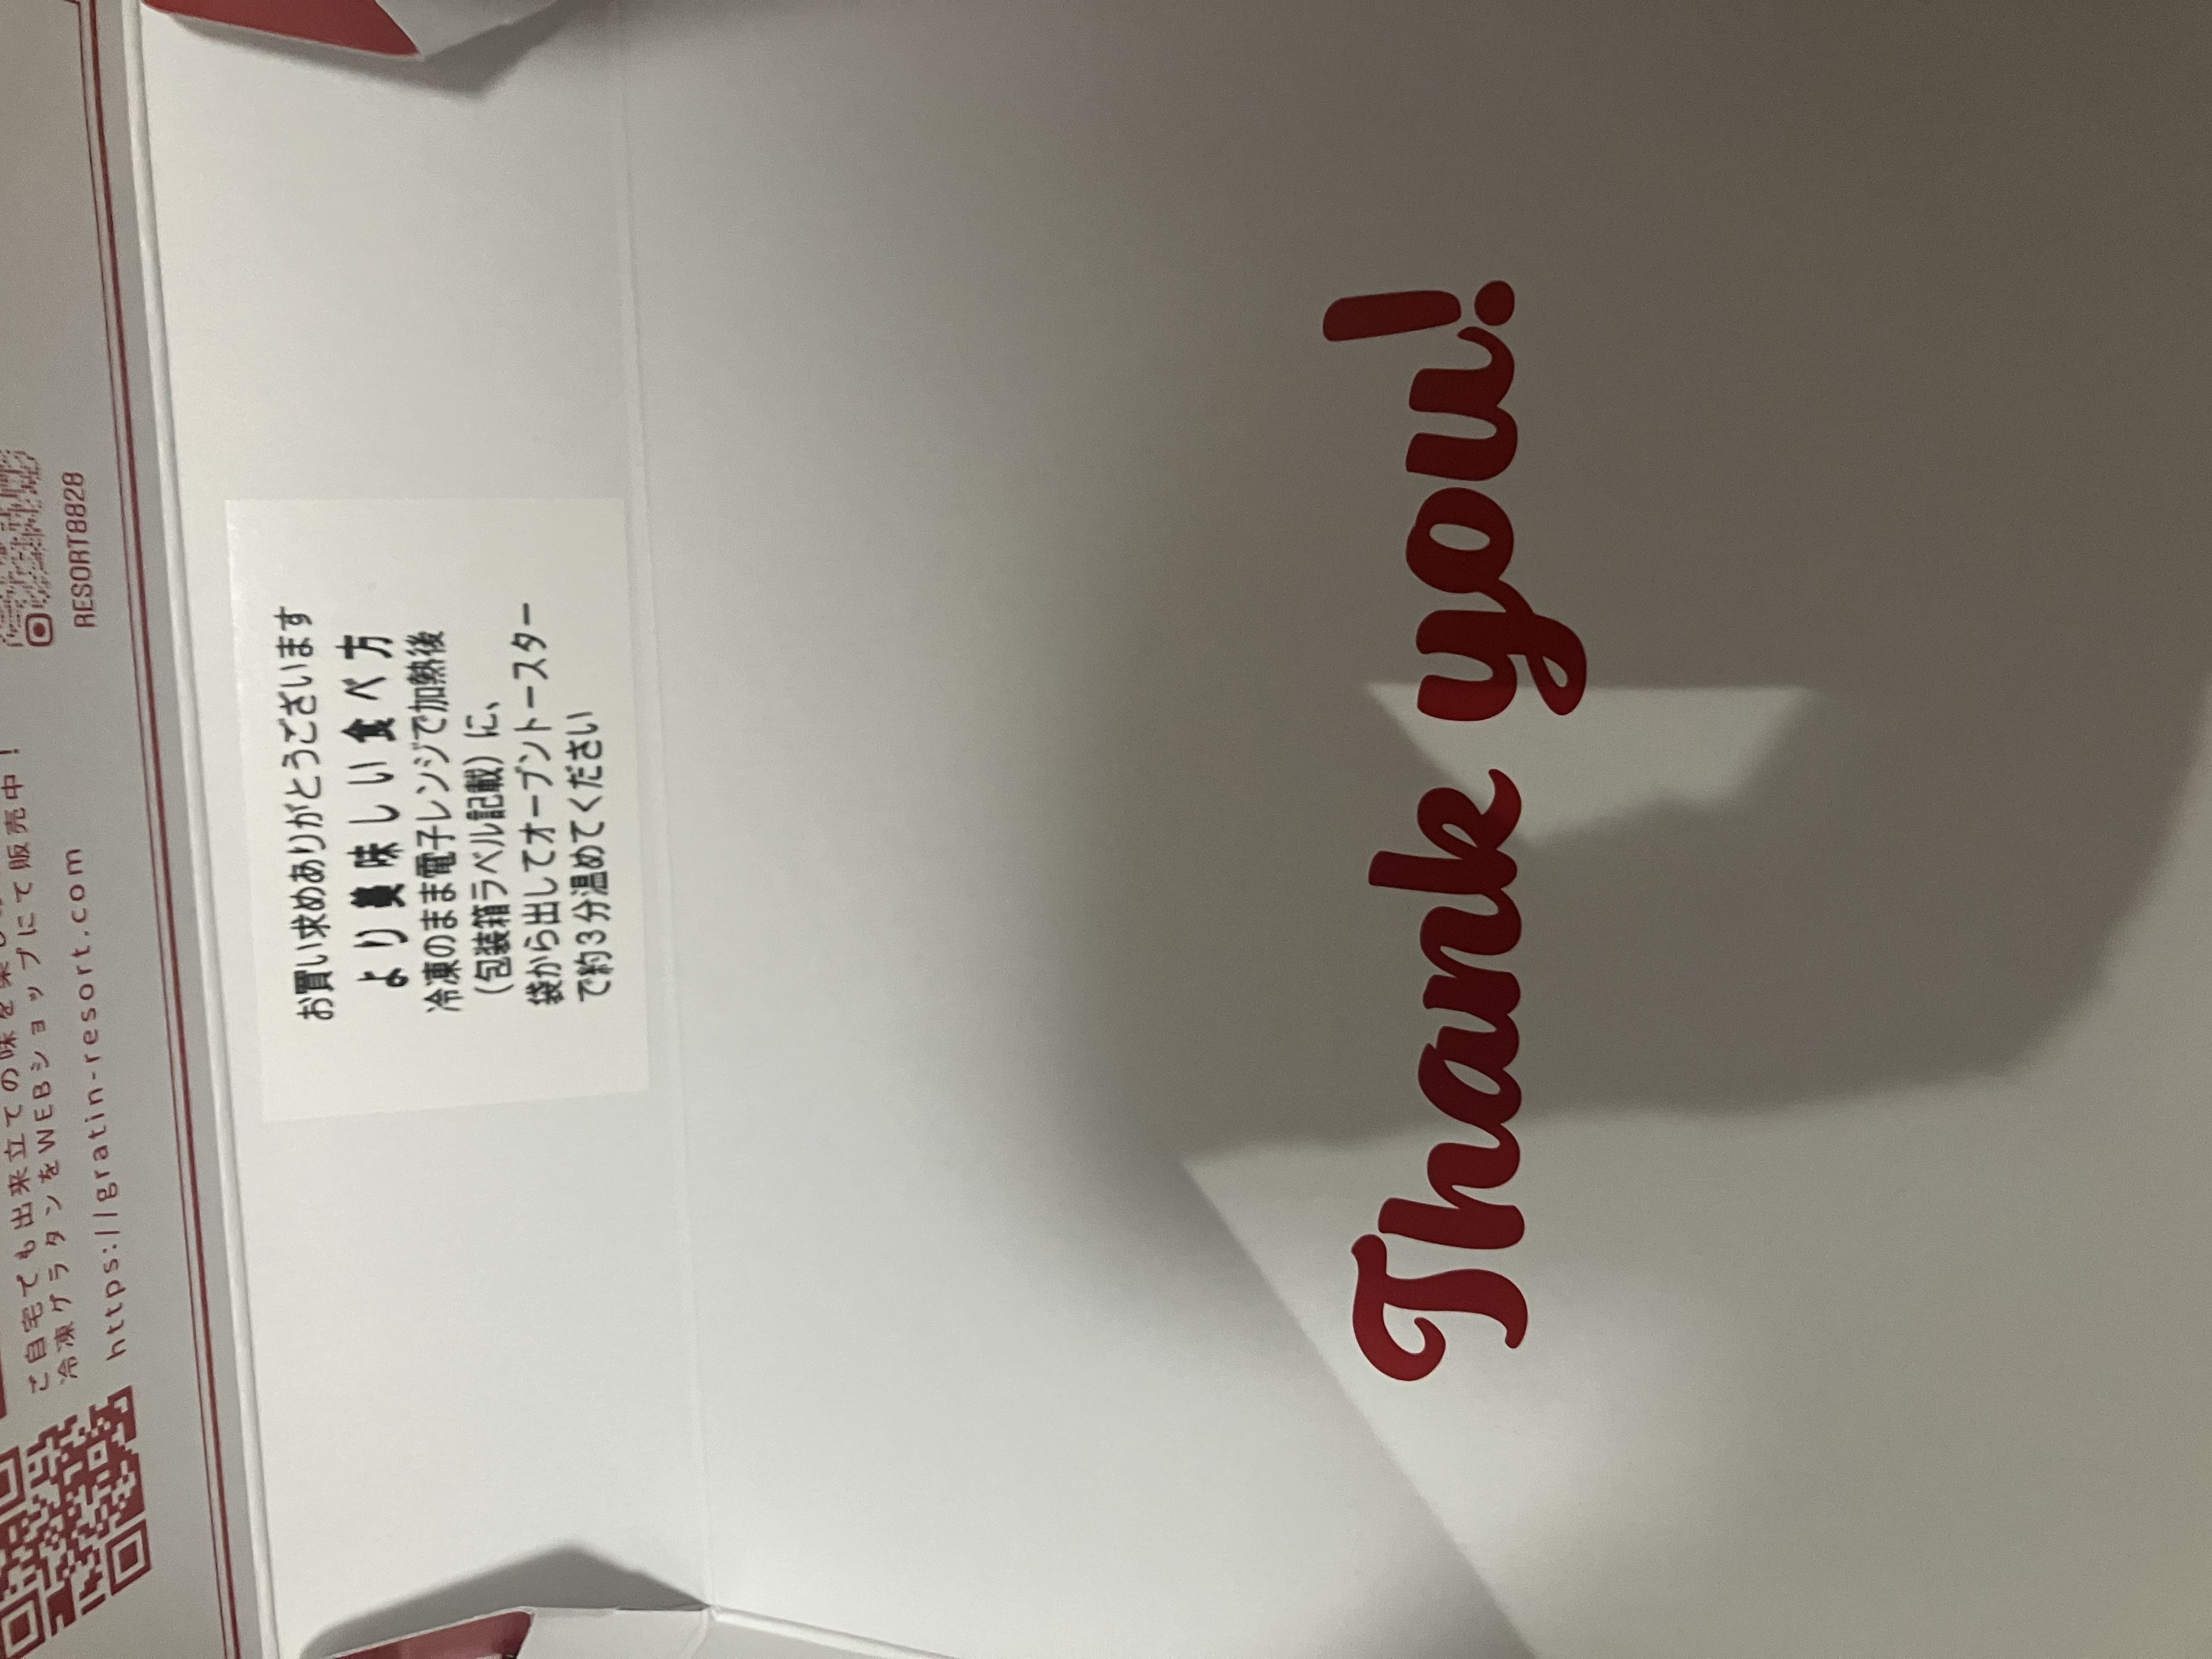 ご自宅でも出来立ての味を
冷凍グラタンをWEBショップにて販売中！
https://gratin-resort.com
RESORT8828
お買い求めありがとうございます
より美味しい食べ方
冷凍のまま電子レンジで加熱後
（包装箱ラベル記載）に、
袋から出してオーブントースター
で約３分温めてください
Thank you!